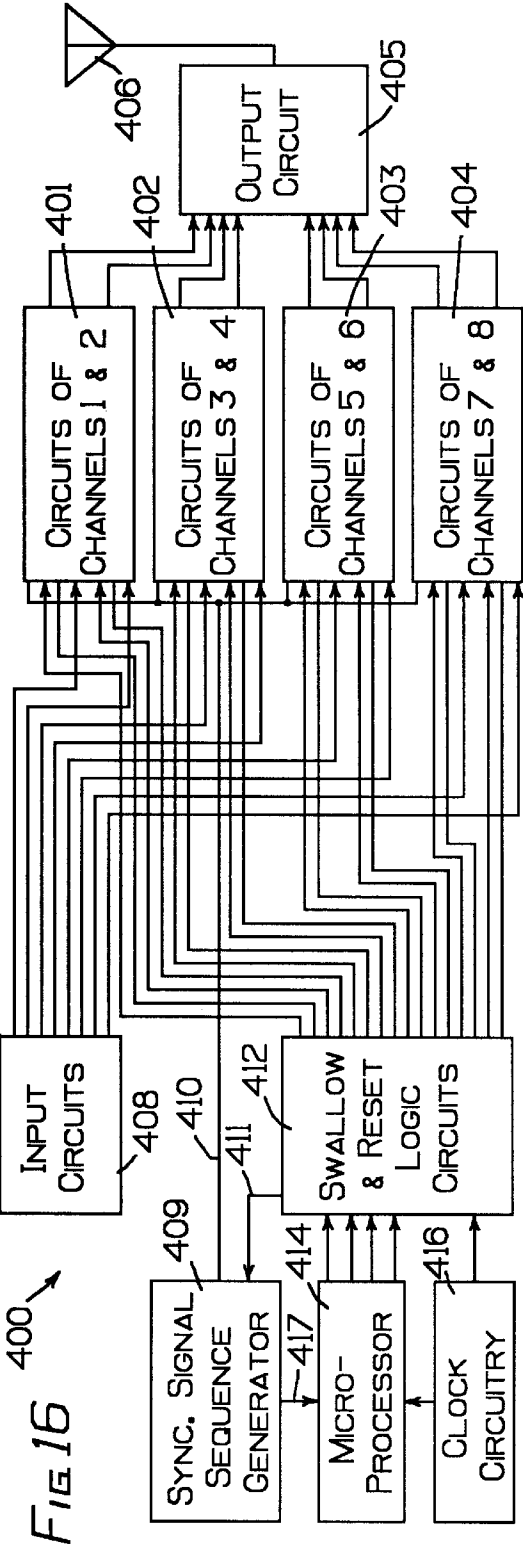 FIG. 16
400
INPUT
CIRCUITS
408
SYNC. SIGNAL
SEQUENCE
GENERATOR
409
410
411
417
MICRO-
PROCESSOR
414
CLOCK
CIRCUITRY
416
SWALLOW
& RESET
LOGIC
CIRCUITS
412
CIRCUITS OF
CHANNELS 1 & 2
401
CIRCUITS OF
CHANNELS 3 & 4
402
CIRCUITS OF
CHANNELS 5 & 6
403
CIRCUITS OF
CHANNELS 7 & 8
404
OUTPUT
CIRCUIT
405
406